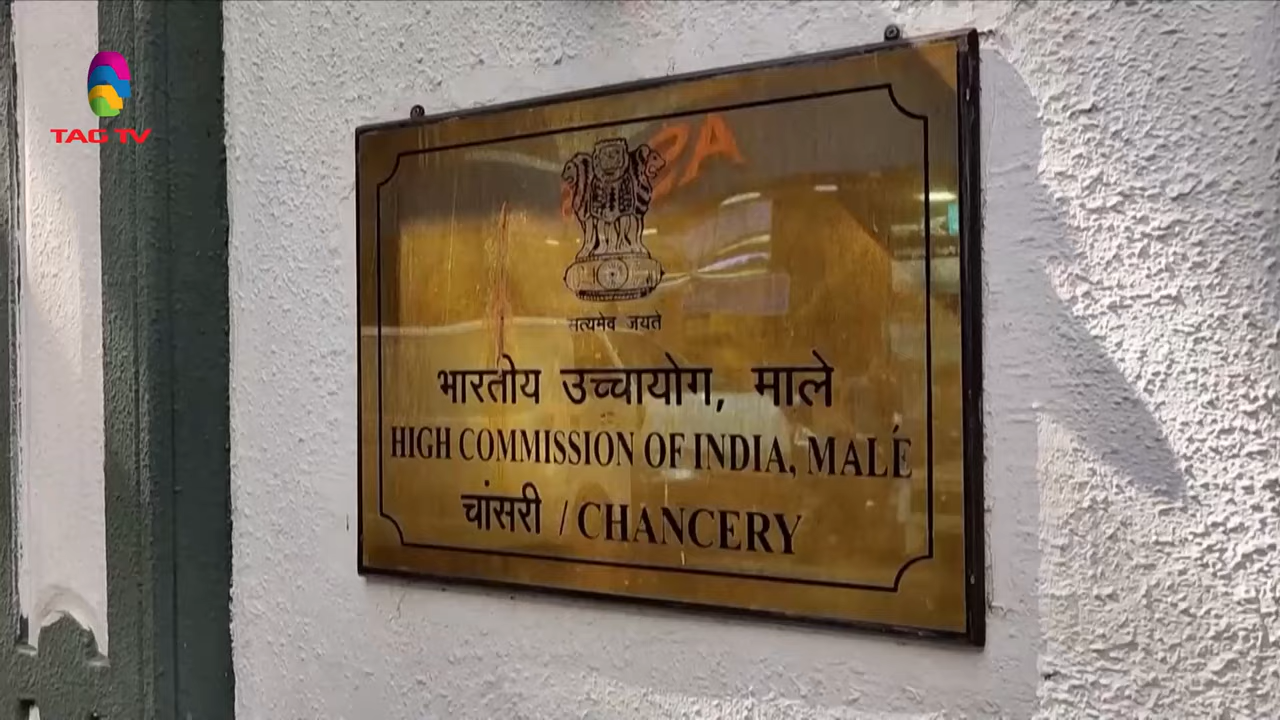 TAG TV
सत्यमेव जयते
भारतीय उच्चायोग, माले
HIGH COMMISSION OF INDIA, MALÉ
चांसरी / CHANCERY